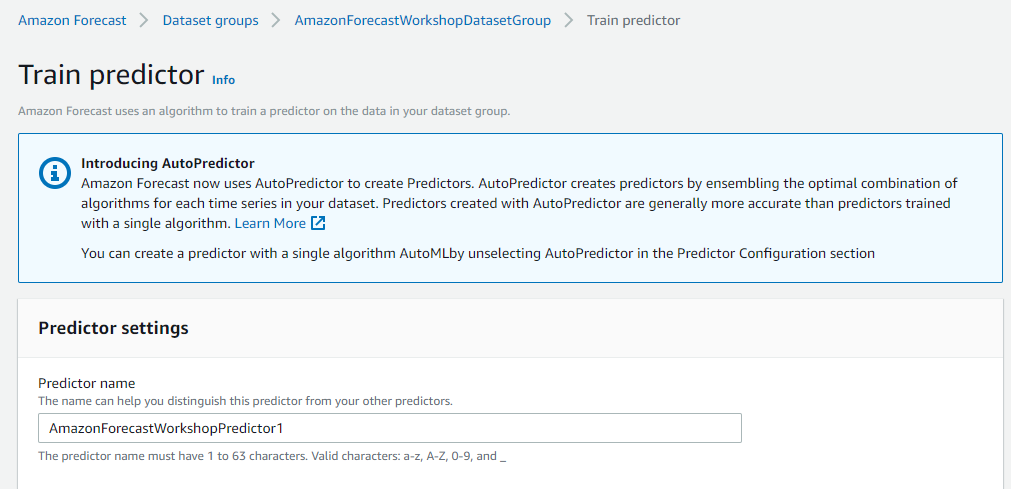 Amazon Forecast > Dataset groups > AmazonForecastWorkshopDatasetGroup > Train predictor
Train predictor Info
Amazon Forecast uses an algorithm to train a predictor on the data in your dataset group.
Introducing AutoPredictor
Amazon Forecast now uses AutoPredictor to create Predictors. AutoPredictor creates predictors by ensembling the optimal combination of
algorithms for each time series in your dataset. Predictors created with AutoPredictor are generally more accurate than predictors trained
with a single algorithm. Learn More
You can create a predictor with a single algorithm AutoMLby unselecting AutoPredictor in the Predictor Configuration section
Predictor settings
Predictor name
The name can help you distinguish this predictor from your other predictors.
AmazonForecastWorkshopPredictor1
The predictor name must have 1 to 63 characters. Valid characters: a-z, A-Z, 0-9, and _